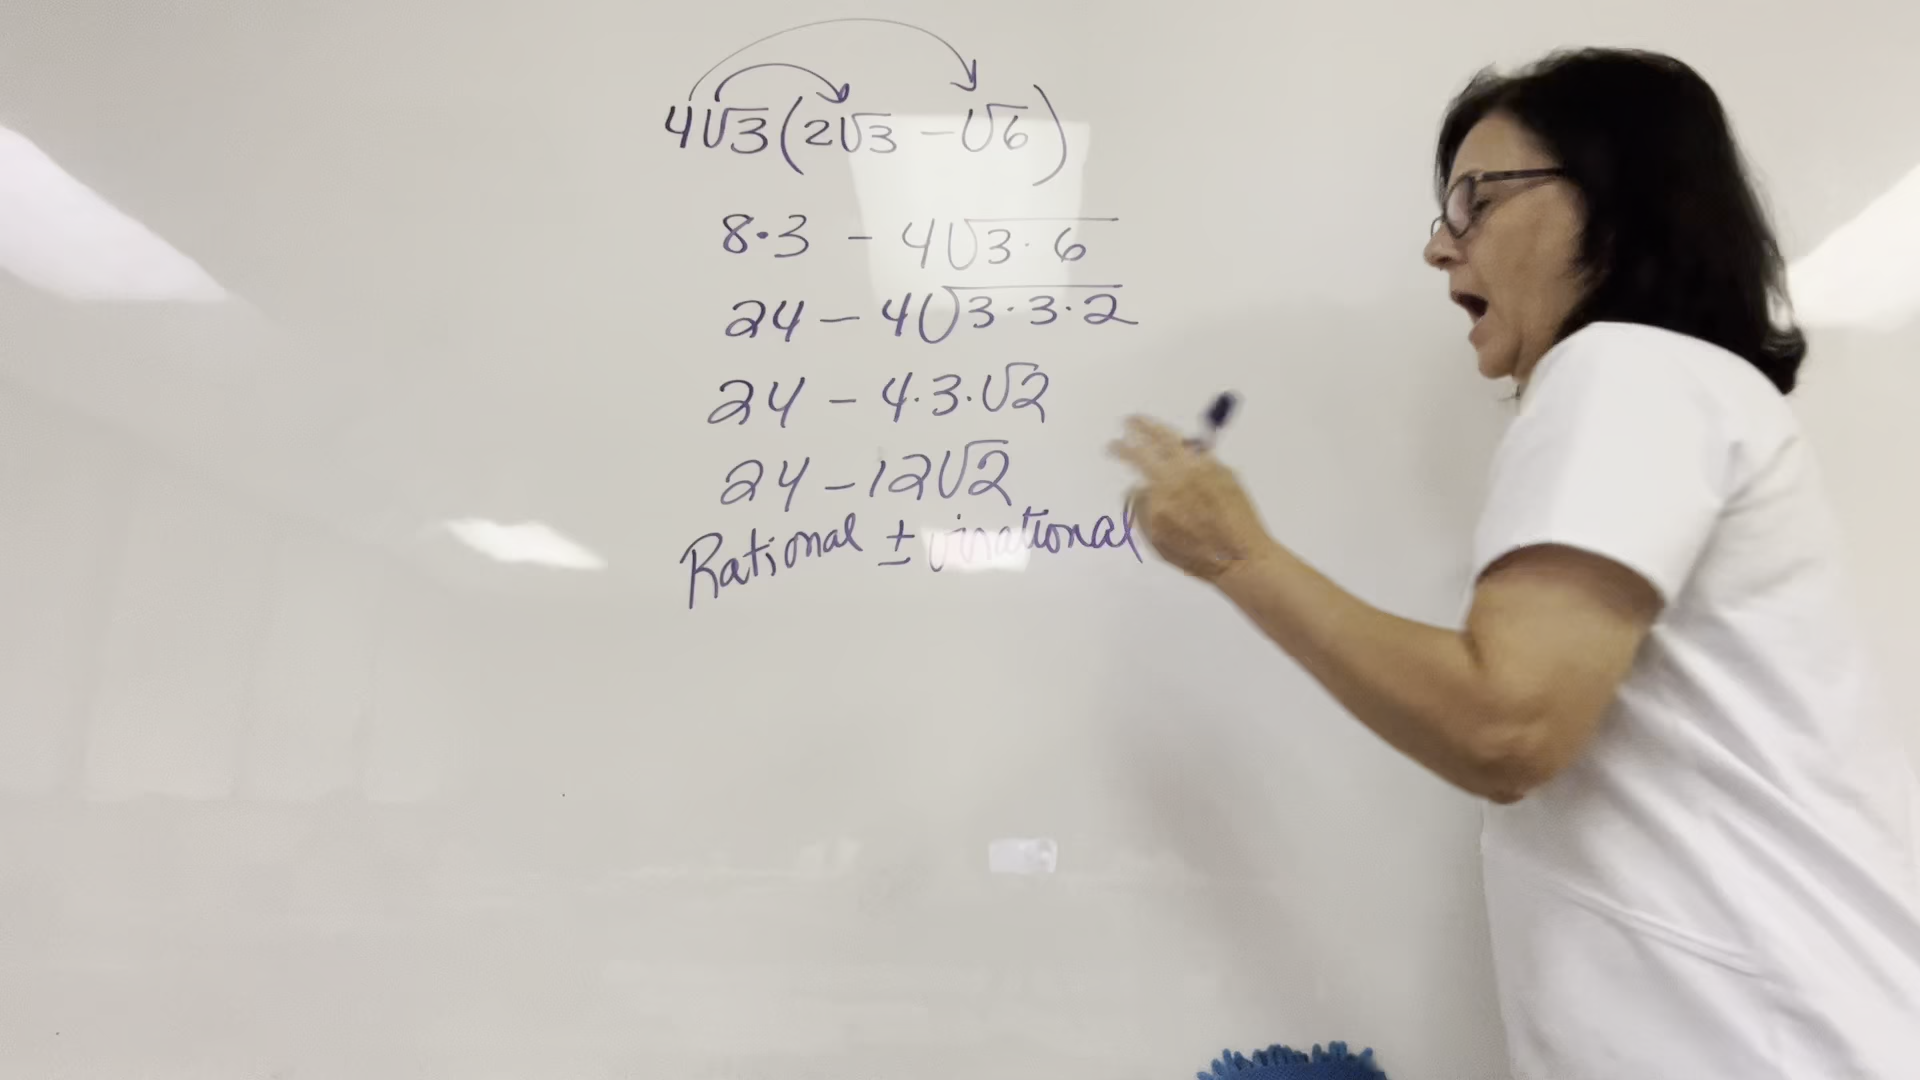 4√3(2√3 - √6)
8·3 - 4√3·6
24 - 4√3·3·2
24 - 4·3·√2
24 - 12√2
Rational ± irrational